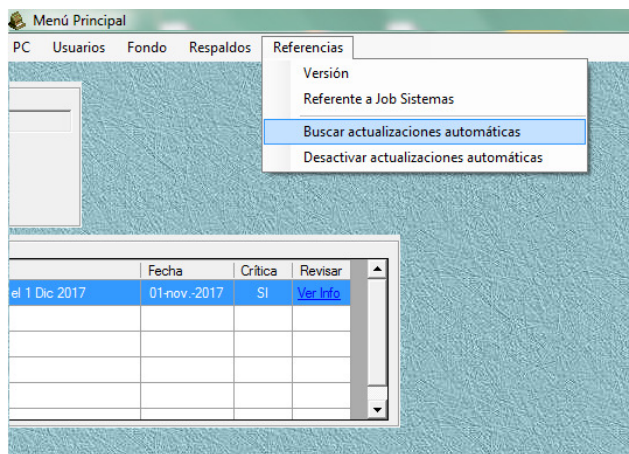 Menú Principal
PC Usuarios Fondo Respaldos Referencias
Versión
Referente a Job Sistemas
Buscar actualizaciones automáticas
Desactivar actualizaciones automáticas
Fecha Crítica Revisar
el 1 Dic 2017 01-nov.-2017 SI Ver Info